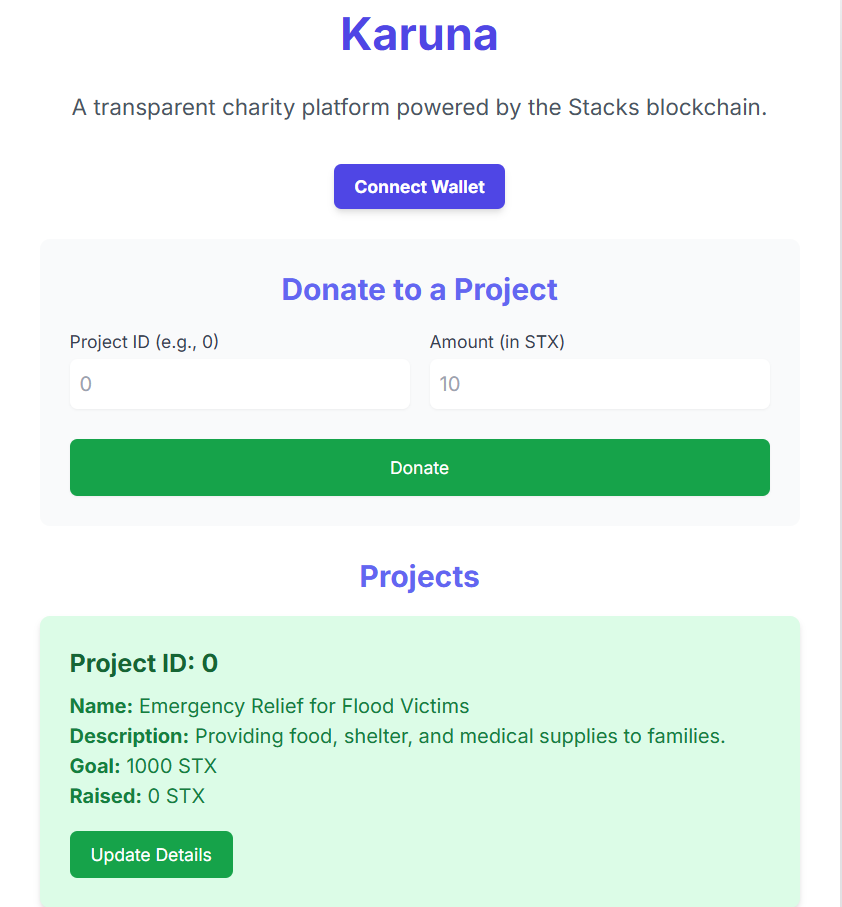 Karuna
A transparent charity platform powered by the Stacks blockchain.
Connect Wallet
Donate to a Project
Project ID (e.g., 0)
Amount (in STX)
0
10
Donate
Projects
Project ID: 0
Name: Emergency Relief for Flood Victims
Description: Providing food, shelter, and medical supplies to families.
Goal: 1000 STX
Raised: 0 STX
Update Details